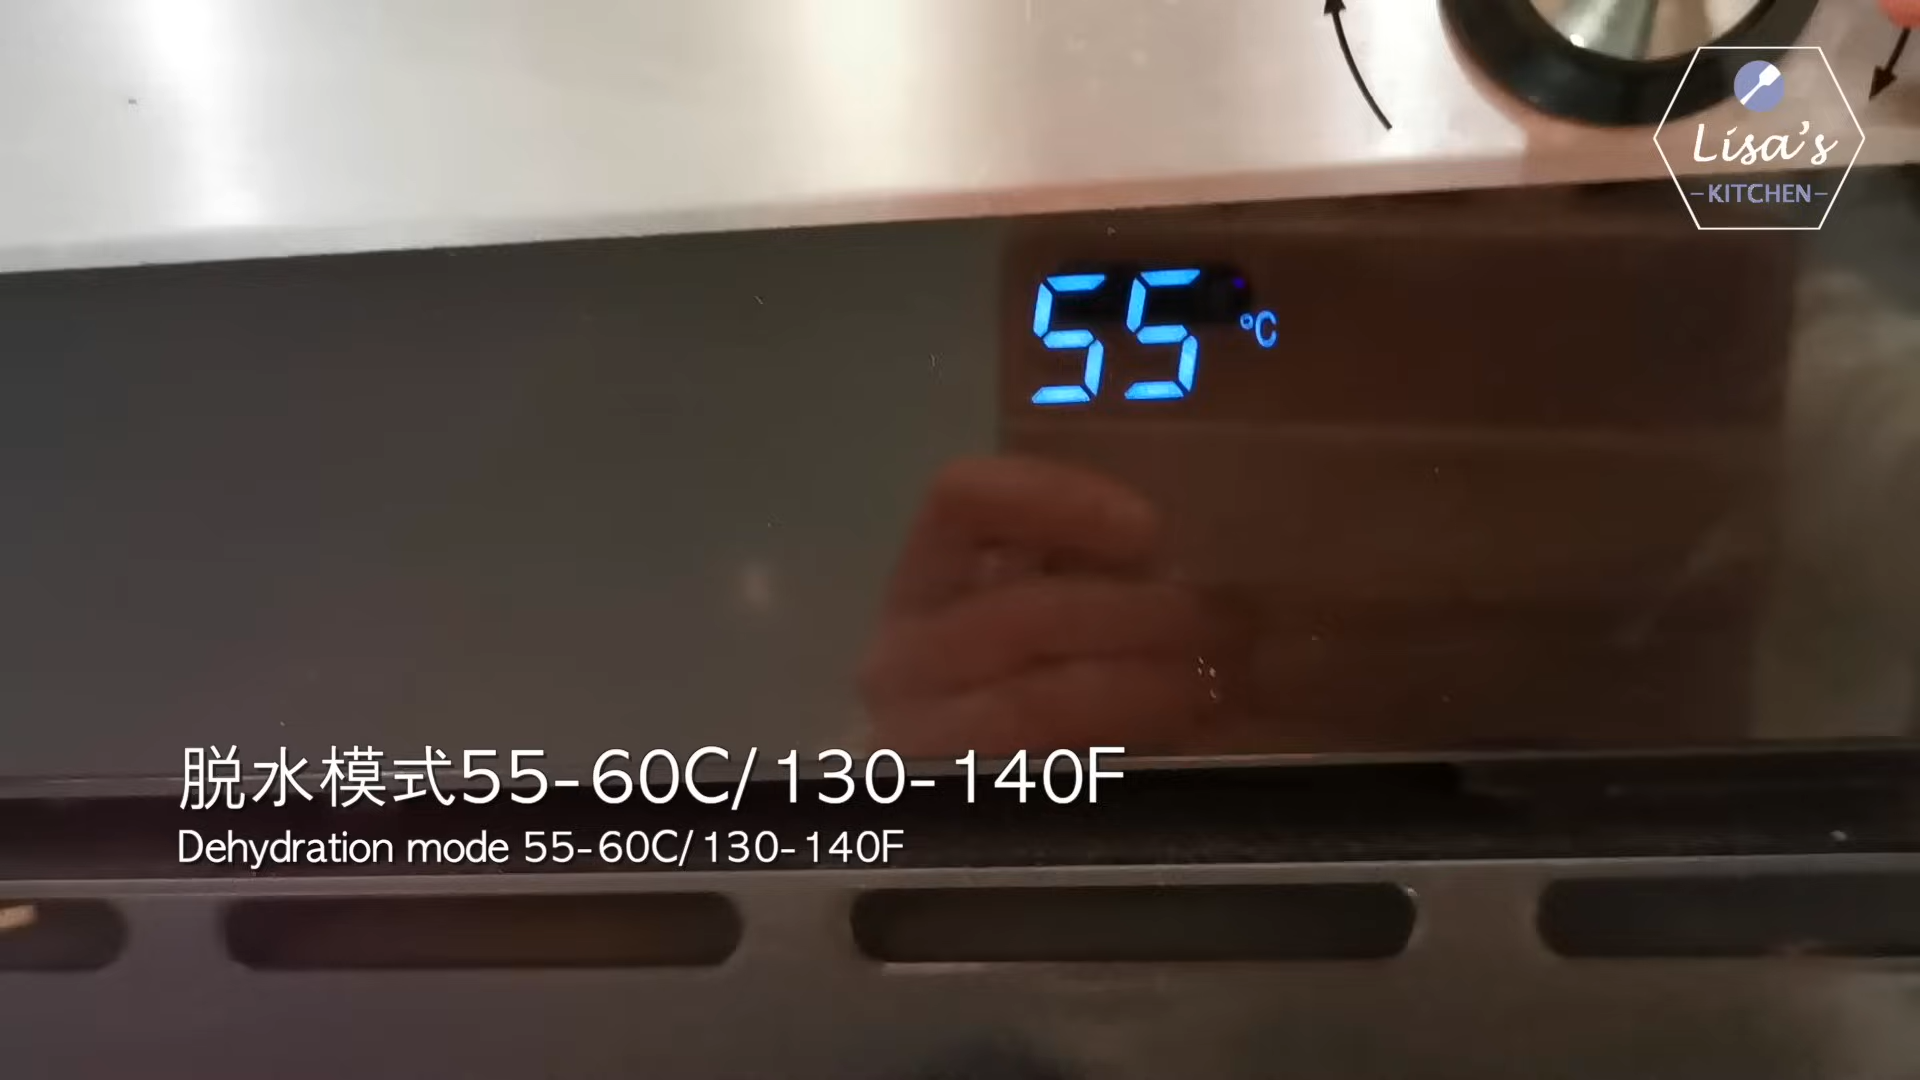 Lisa's
KITCHEN
55 °C
脱水模式55-60C/130-140F
Dehydration mode 55-60C/130-140F